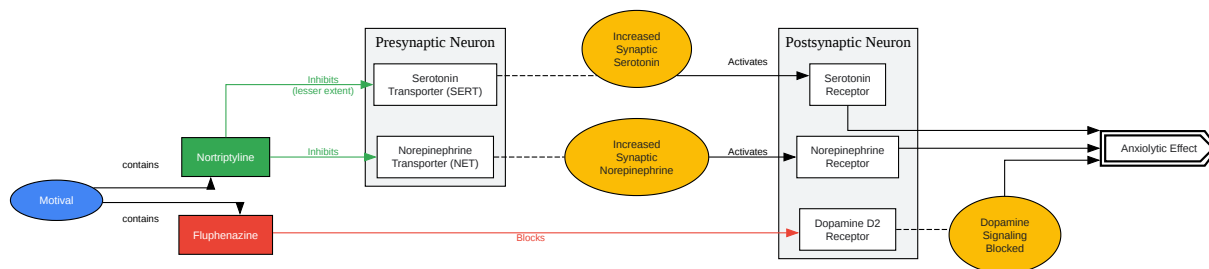 Presynaptic Neuron
Postsynaptic Neuron
Increased
Synaptic
Serotonin
Activates
Serotonin
Transporter (SERT)
Serotonin
Receptor
Inhibits
(lesser extent)
Nortriptyline
Inhibits
Norepinephrine
Transporter (NET)
Increased
Synaptic
Norepinephrine
Activates
Norepinephrine
Receptor
Anxiolytic Effect
contains
Motival
contains
Fluphenazine
Blocks
Dopamine D2
Receptor
Dopamine
Signaling
Blocked